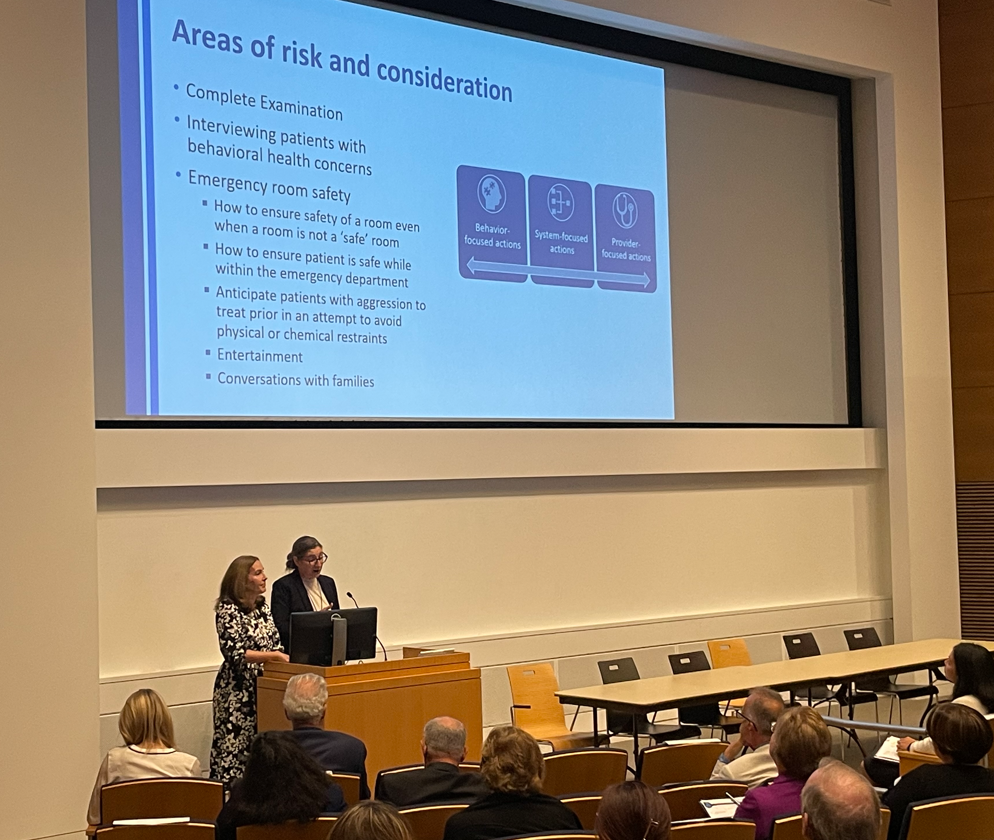 Areas of risk and consideration
• Complete Examination
• Interviewing patients with
behavioral health concerns
• Emergency room safety
▪ How to ensure safety of a room even
when a room is not a ‘safe’ room
▪ How to ensure patient is safe while
within the emergency department
▪ Anticipate patients with aggression to
treat prior in an attempt to avoid
physical or chemical restraints
▪ Entertainment
▪ Conversations with families
Behavior-
focused actions
System-focused
actions
Provider-
focused actions